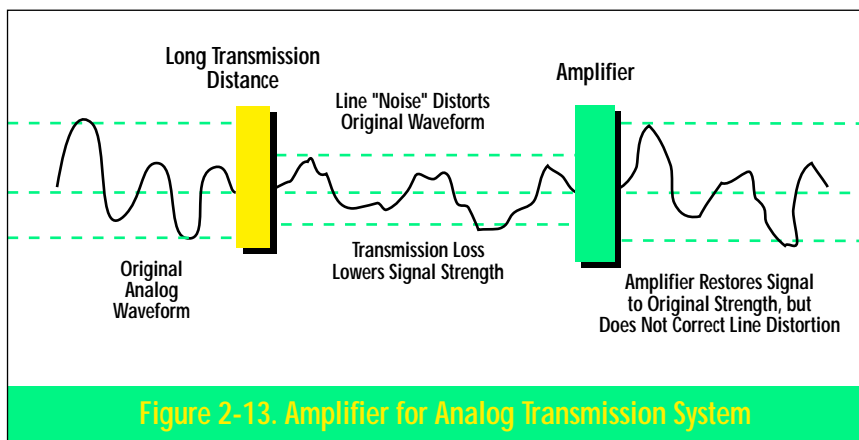 Long Transmission
Distance
Amplifier
Line "Noise" Distorts
Original Waveform
Original
Analog
Waveform
Transmission Loss
Lowers Signal Strength
Amplifier Restores Signal
to Original Strength, but
Does Not Correct Line Distortion
Figure 2-13. Amplifier for Analog Transmission System